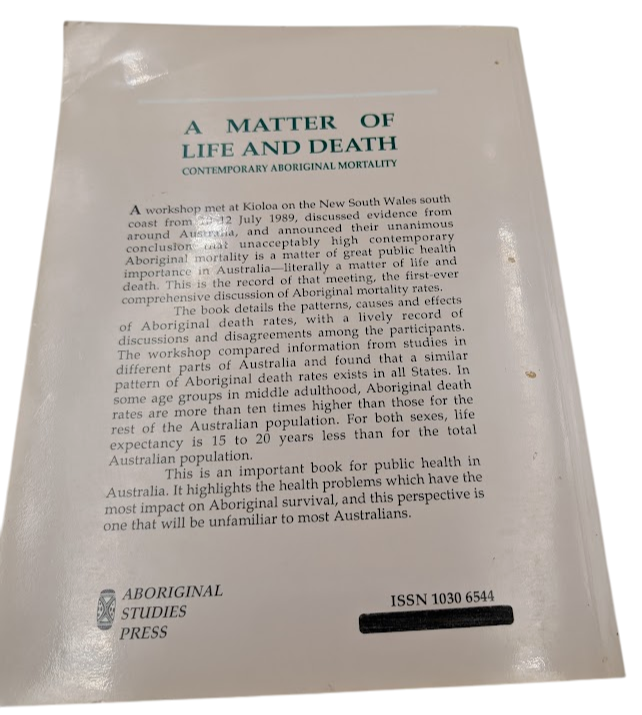 A MATTER OF
LIFE AND DEATH
CONTEMPORARY ABORIGINAL MORTALITY
A workshop met at Kioloa on the New South Wales south
coast from 12 July 1989, discussed evidence from
around Australia, and announced their unanimous
conclusion that unacceptably high contemporary
Aboriginal mortality is a matter of great public health
importance in Australia—literally a matter of life and
death. This is the record of that meeting, the first-ever
comprehensive discussion of Aboriginal mortality rates.
The book details the patterns, causes and effects
of Aboriginal death rates, with a lively record of
discussions and disagreements among the participants.
The workshop compared information from studies in
different parts of Australia and found that a similar
pattern of Aboriginal death rates exists in all States. In
some age groups in middle adulthood, Aboriginal death
rates are more than ten times higher than those for the
rest of the Australian population. For both sexes, life
expectancy is 15 to 20 years less than for the total
Australian population.
This is an important book for public health in
Australia. It highlights the health problems which have the
most impact on Aboriginal survival, and this perspective is
one that will be unfamiliar to most Australians.
ABORIGINAL
STUDIES
PRESS
ISSN 1030 6544